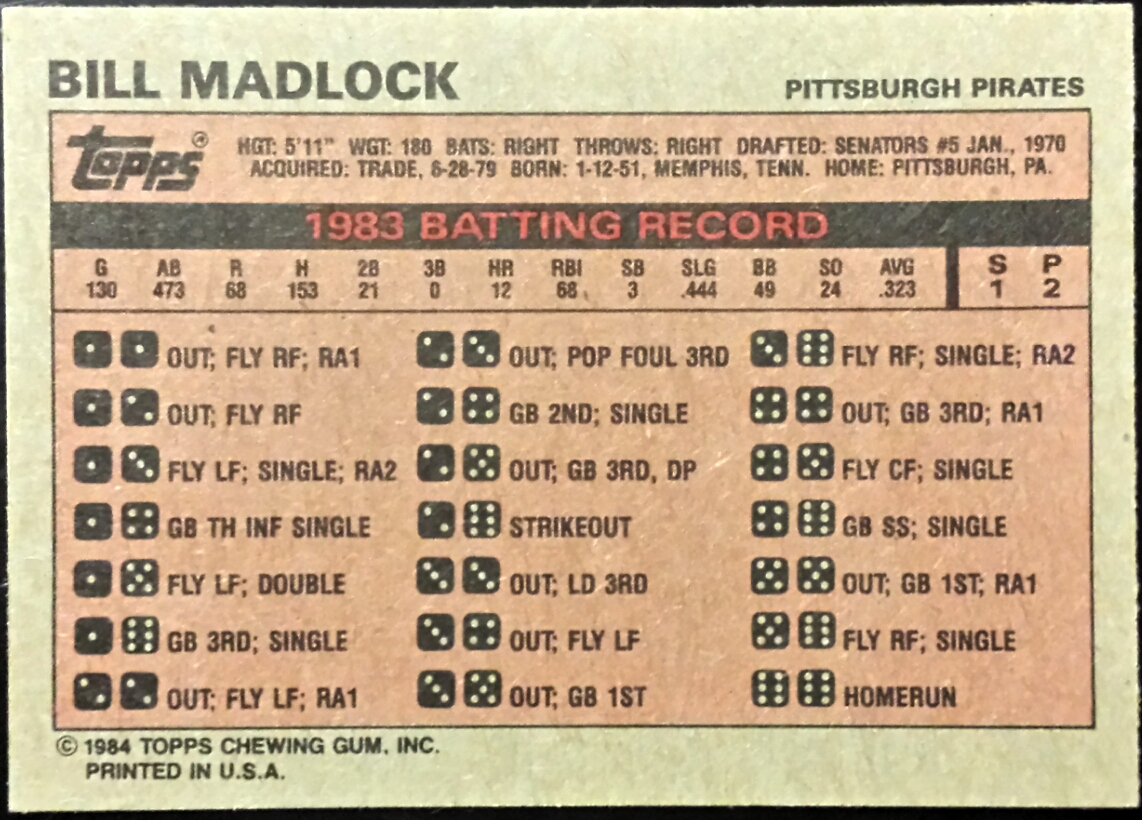 BILL MADLOCK
PITTSBURGH PIRATES
topps®
HGT: 5'11" WGT: 180 BATS: RIGHT THROWS: RIGHT DRAFTED: SENATORS #5 JAN., 1970
ACQUIRED: TRADE, 6-28-79 BORN: 1-12-51, MEMPHIS, TENN. HOME: PITTSBURGH, PA.
1983 BATTING RECORD
G AB R H 2B 3B HR RBI SB SLG BB SO AVG S P
130 473 68 153 21 0 12 68 3 .444 49 24 .323 1 2
OUT; FLY RF; RA1
OUT; FLY RF
FLY LF; SINGLE; RA2
GB TH INF SINGLE
FLY LF; DOUBLE
GB 3RD; SINGLE
OUT; FLY LF; RA1
OUT; POP FOUL 3RD
GB 2ND; SINGLE
OUT; GB 3RD, DP
STRIKEOUT
OUT; LD 3RD
OUT; FLY LF
OUT; GB 1ST
FLY RF; SINGLE; RA2
OUT; GB 3RD; RA1
FLY CF; SINGLE
GB SS; SINGLE
OUT; GB 1ST; RA1
FLY RF; SINGLE
HOMERUN
© 1984 TOPPS CHEWING GUM, INC.
PRINTED IN U.S.A.